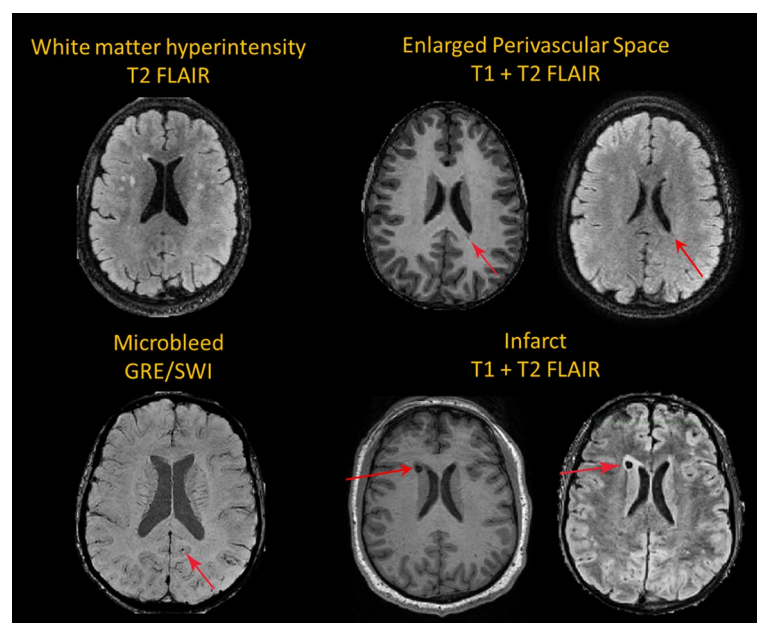 White matter hyperintensity
T2 FLAIR
Enlarged Perivascular Space
T1 + T2 FLAIR
Microbleed
GRE/SWI
Infarct
T1 + T2 FLAIR